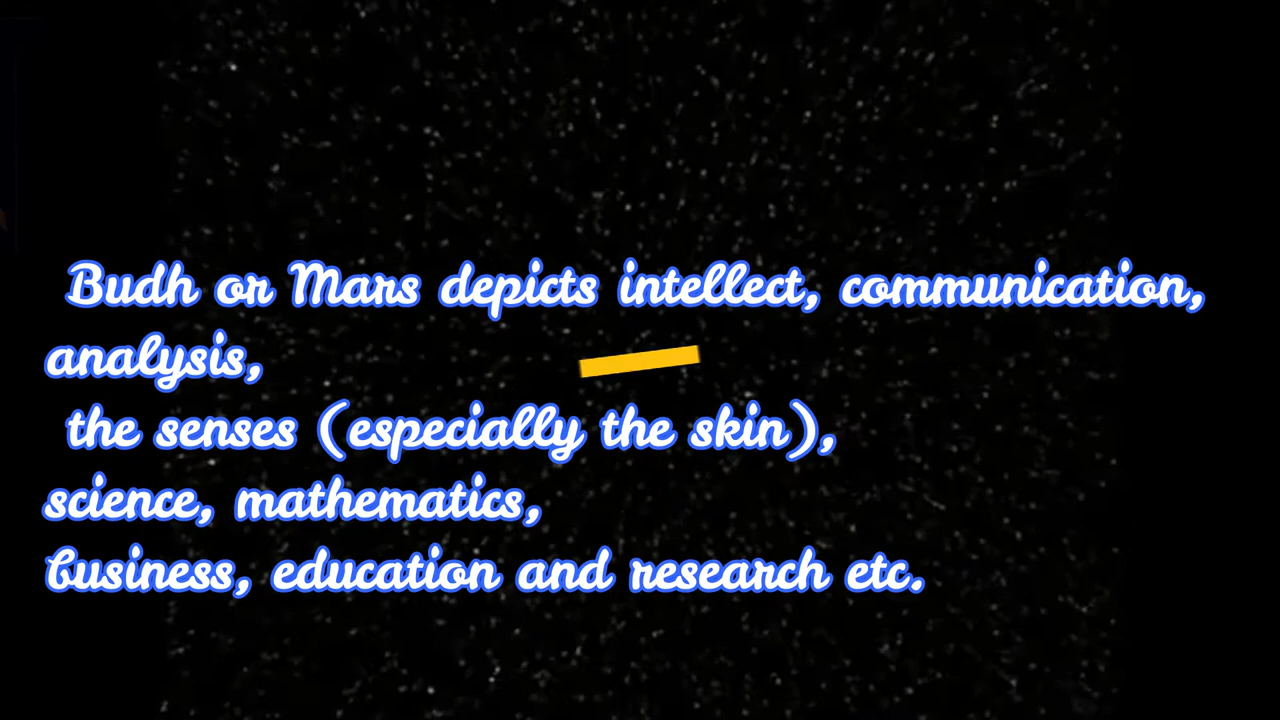 Budh or Mars depicts intellect, communication,
analysis,
the senses (especially the skin),
science, mathematics,
business, education and research etc.